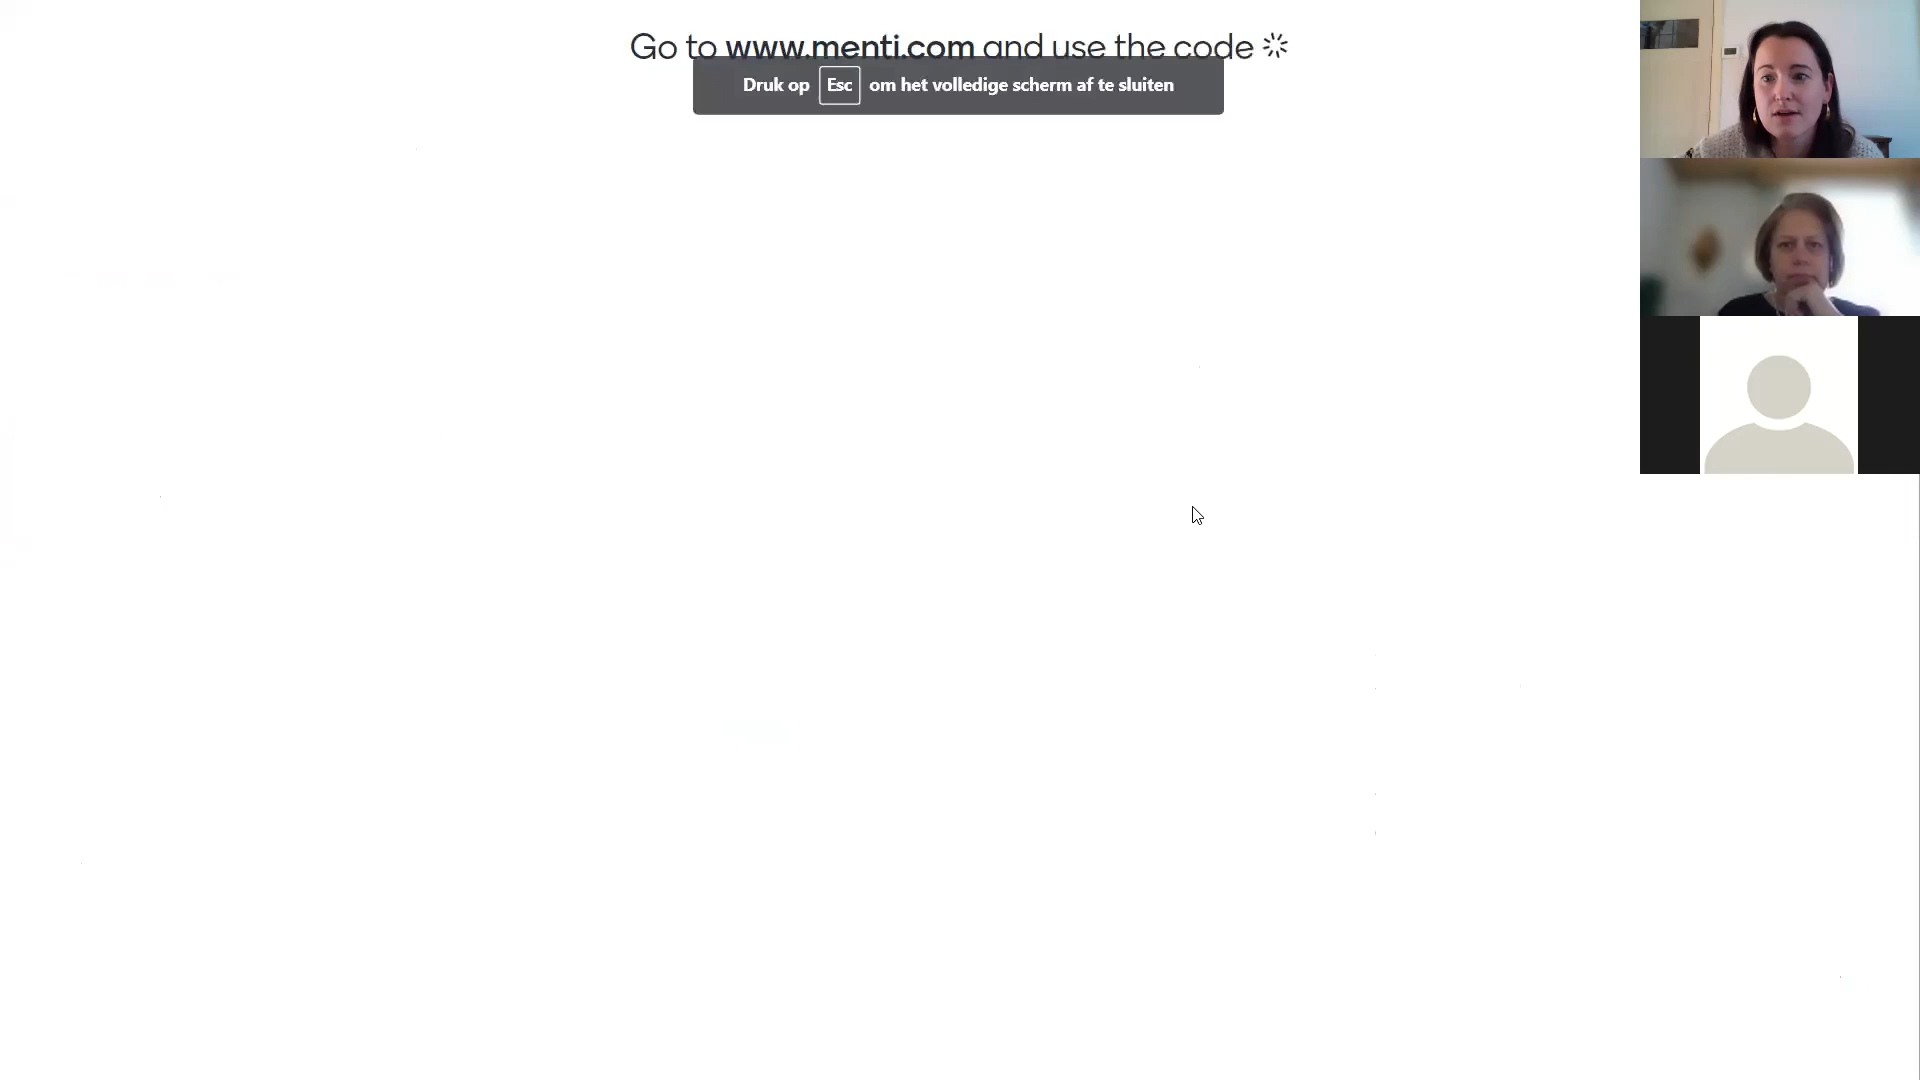 Go to www.menti.com and use the code
Druk op Esc om het volledige scherm af te sluiten